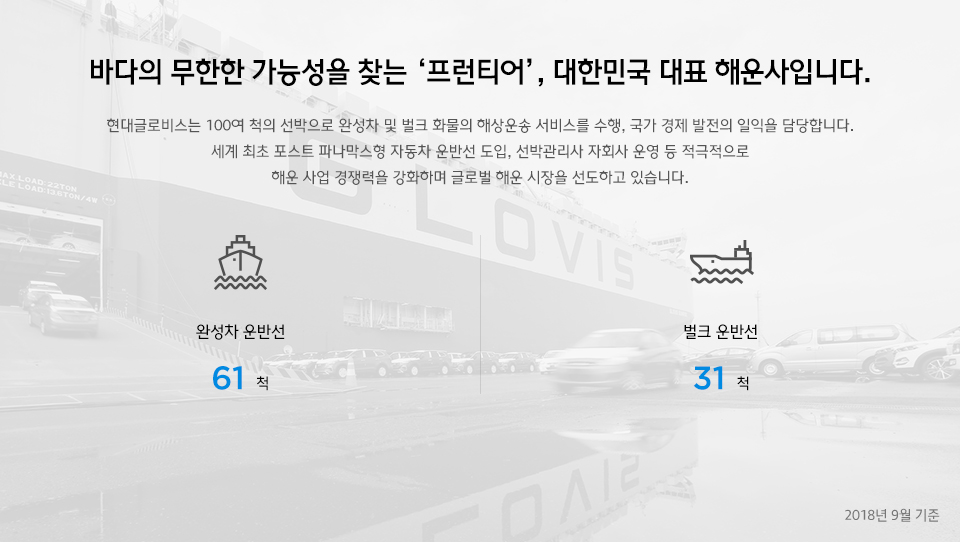 바다의 무한한 가능성을 찾는 ‘프런티어’, 대한민국 대표 해운사입니다.
현대글로비스는 100여 척의 선박으로 완성차 및 벌크 화물의 해상운송 서비스를 수행, 국가 경제 발전의 일익을 담당합니다.
세계 최초 포스트 파나막스형 자동차 운반선 도입, 선박관리사 자회사 운영 등 적극적으로
해운 사업 경쟁력을 강화하며 글로벌 해운 시장을 선도하고 있습니다.
MAX.LOAD:22TON
GLOVIS
완성차 운반선
벌크 운반선
61 척
31 척
2018년 9월 기준